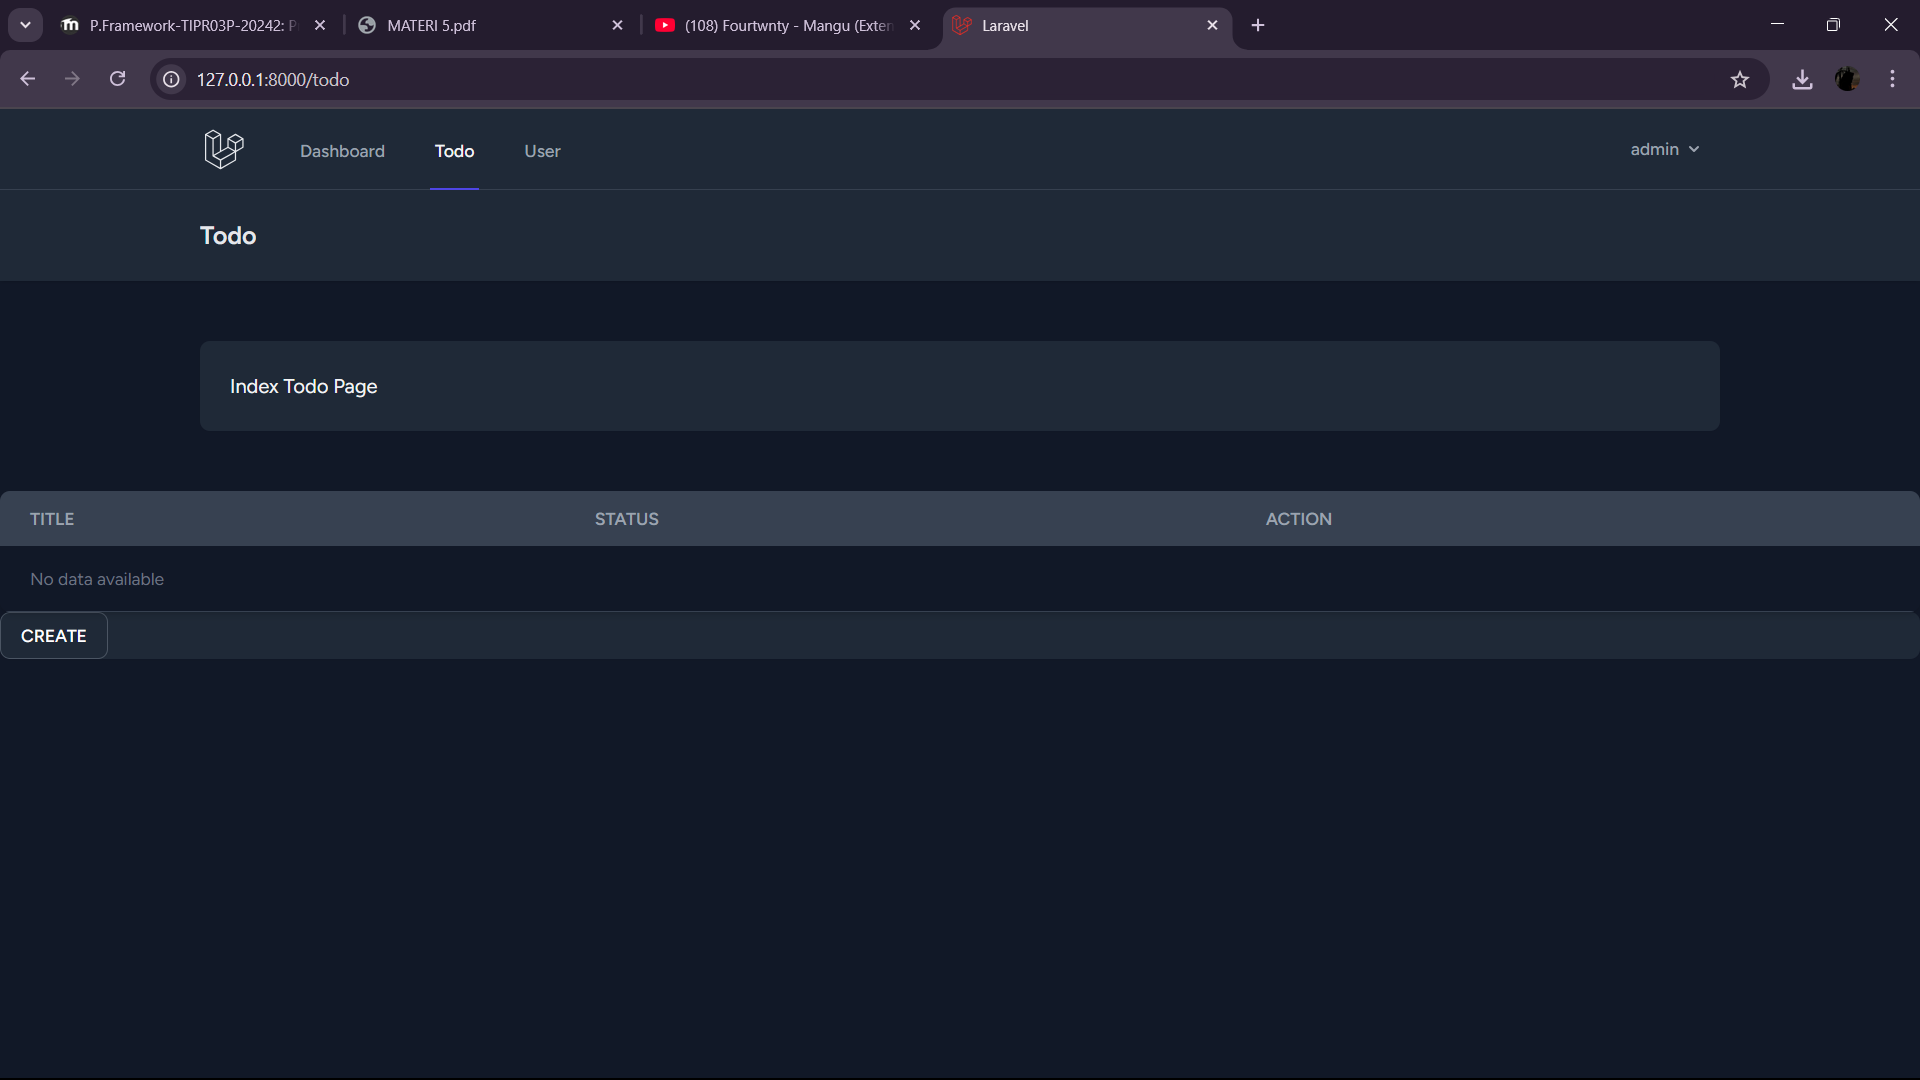 P.Framework-TIPR03P-20242: P
MATERI 5.pdf
(108) Fourtwnty - Mangu (Exten
Laravel
127.0.0.1:8000/todo
Dashboard
Todo
User
admin
Todo
Index Todo Page
TITLE STATUS ACTION
No data available
CREATE